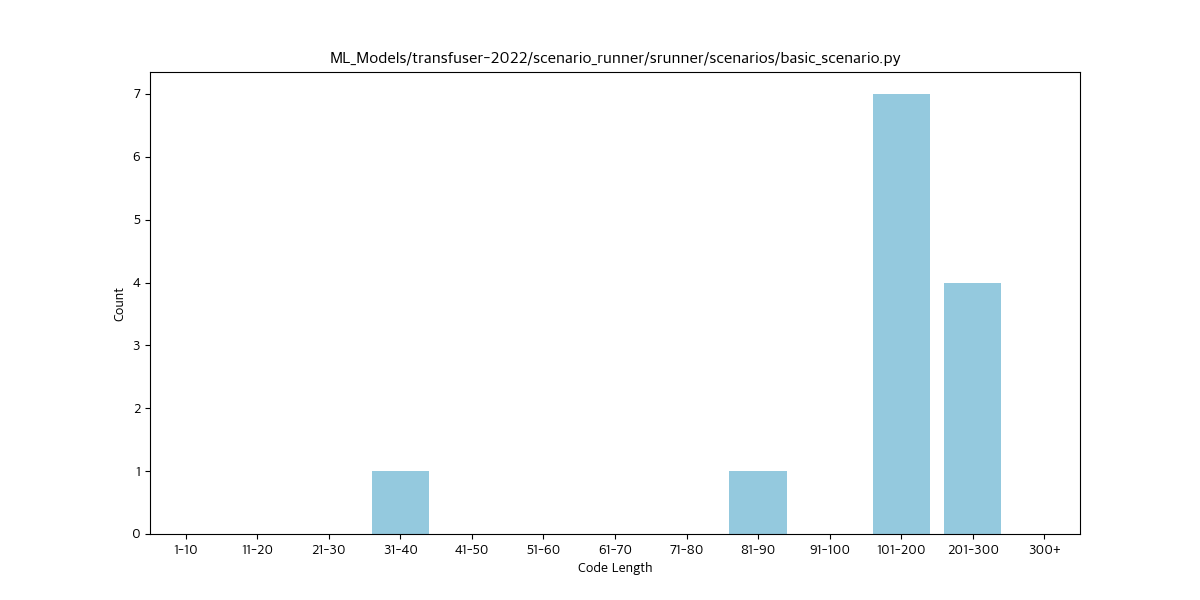 ML_Models/transfuser-2022/scenario_runner/srunner/scenarios/basic_scenario.py
7
6
5
4
3
2
1
0
Count
1-10 11-20 21-30 31-40 41-50 51-60 61-70 71-80 81-90 91-100 101-200 201-300 300+
Code Length